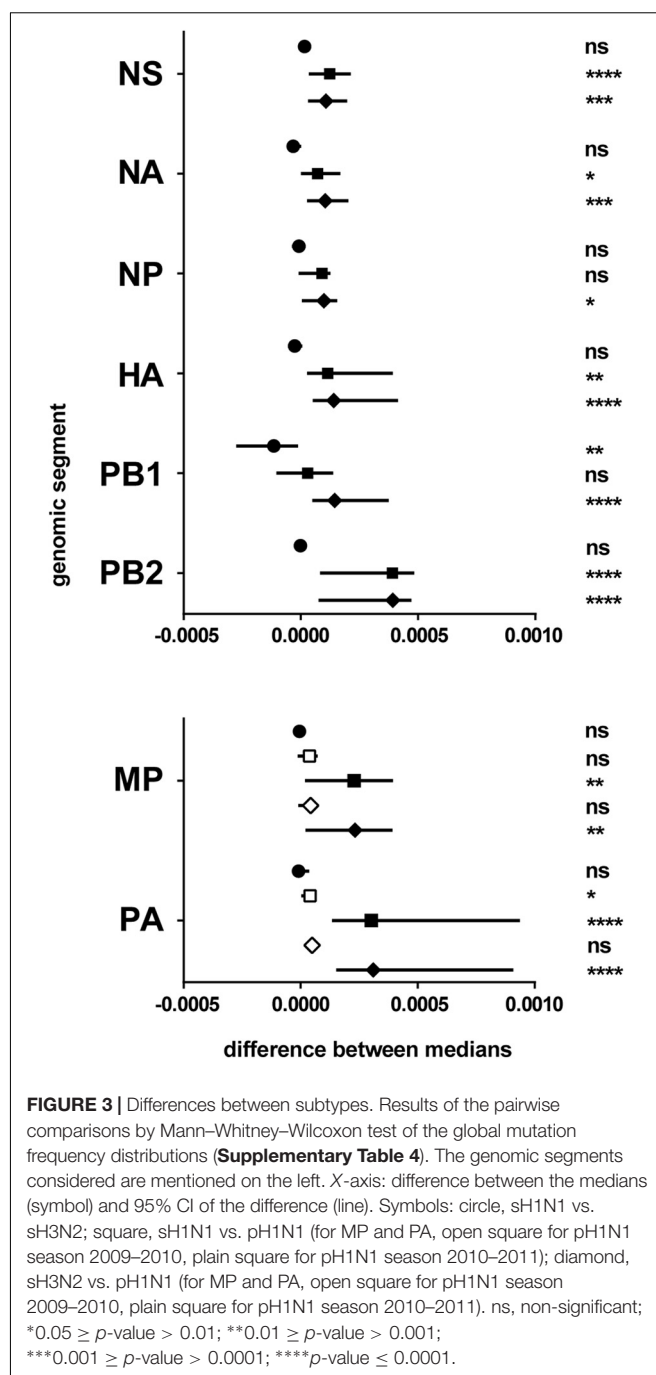 NS
ns
****
***
NA
ns
*
***
NP
ns
ns
*
HA
ns
**
****
genomic segment
PB1
**
ns
****
PB2
ns
****
****
-0.0005 0.0000 0.0005 0.0010
MP
ns
ns
**
ns
**
PA
ns
*
****
ns
****
-0.0005 0.0000 0.0005 0.0010
difference between medians
FIGURE 3 | Differences between subtypes. Results of the pairwise
comparisons by Mann–Whitney–Wilcoxon test of the global mutation
frequency distributions (Supplementary Table 4). The genomic segments
considered are mentioned on the left. X-axis: difference between the medians
(symbol) and 95% CI of the difference (line). Symbols: circle, sH1N1 vs.
sH3N2; square, sH1N1 vs. pH1N1 (for MP and PA, open square for pH1N1
season 2009–2010, plain square for pH1N1 season 2010–2011); diamond,
sH3N2 vs. pH1N1 (for MP and PA, open square for pH1N1 season
2009–2010, plain square for pH1N1 season 2010–2011). ns, non-significant;
*0.05 ≥ p-value > 0.01; **0.01 ≥ p-value > 0.001;
***0.001 ≥ p-value > 0.0001; ****p-value ≤ 0.0001.